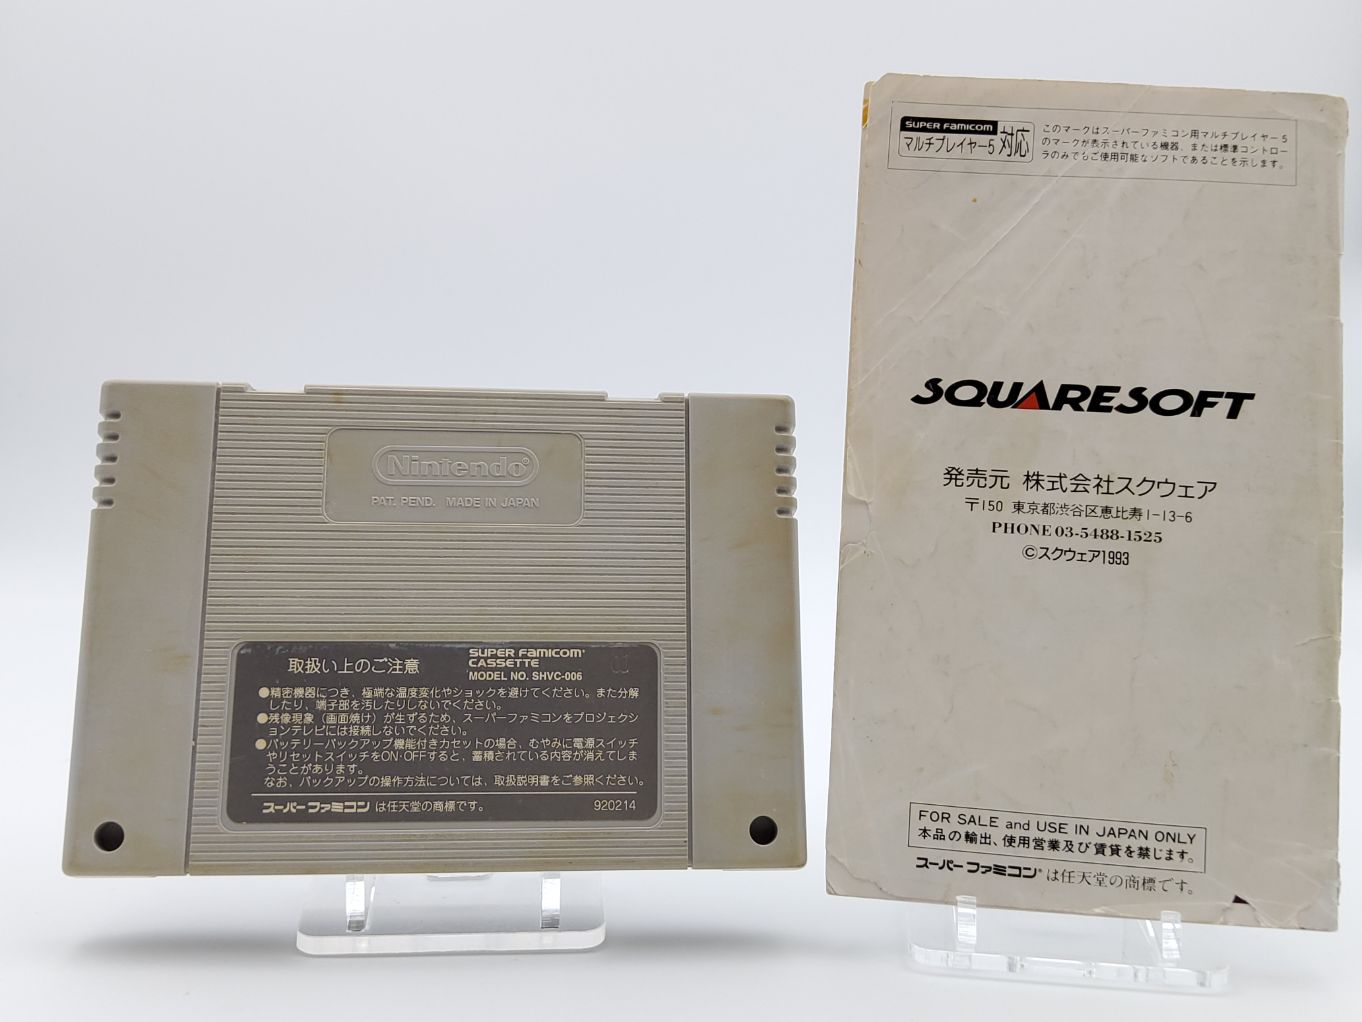 Nintendo®
PAT. PEND. MADE IN JAPAN
取扱い上のご注意
SUPER FAMICOM®
CASSETTE
MODEL NO. SHVC-006
●精密機器につき、極端な温度変化やショックを避けてください。また分解
したり、端子部を汚したりしないでください。
●残像現象(画面焼け)が生ずるため、スーパーファミコンをプロジェクシ
ョンテレビには接続しないでください。
●バッテリーバックアップ機能付きカセットの場合、むやみに電源スイッチ
やリセットスイッチをON・OFFすると、蓄積されている内容が消えてしま
うことがあります。
なお、バックアップの操作方法については、取扱説明書をご参照ください。
スーパーファミコン は任天堂の商標です。
920214
SUPER FAMICOM
マルチプレイヤー5 対応
このマークはスーパーファミコン用マルチプレイヤー5
のマークが表示されている機器、または標準コントロー
ラのみでもご使用可能なソフトであることを示します。
SQUARESOFT
発売元 株式会社スクウェア
〒150 東京都渋谷区恵比寿1-13-6
PHONE 03-5488-1525
©スクウェア1993
FOR SALE and USE IN JAPAN ONLY
本品の輸出、使用営業及び賃貸を禁じます。
スーパーファミコン® は任天堂の商標です。